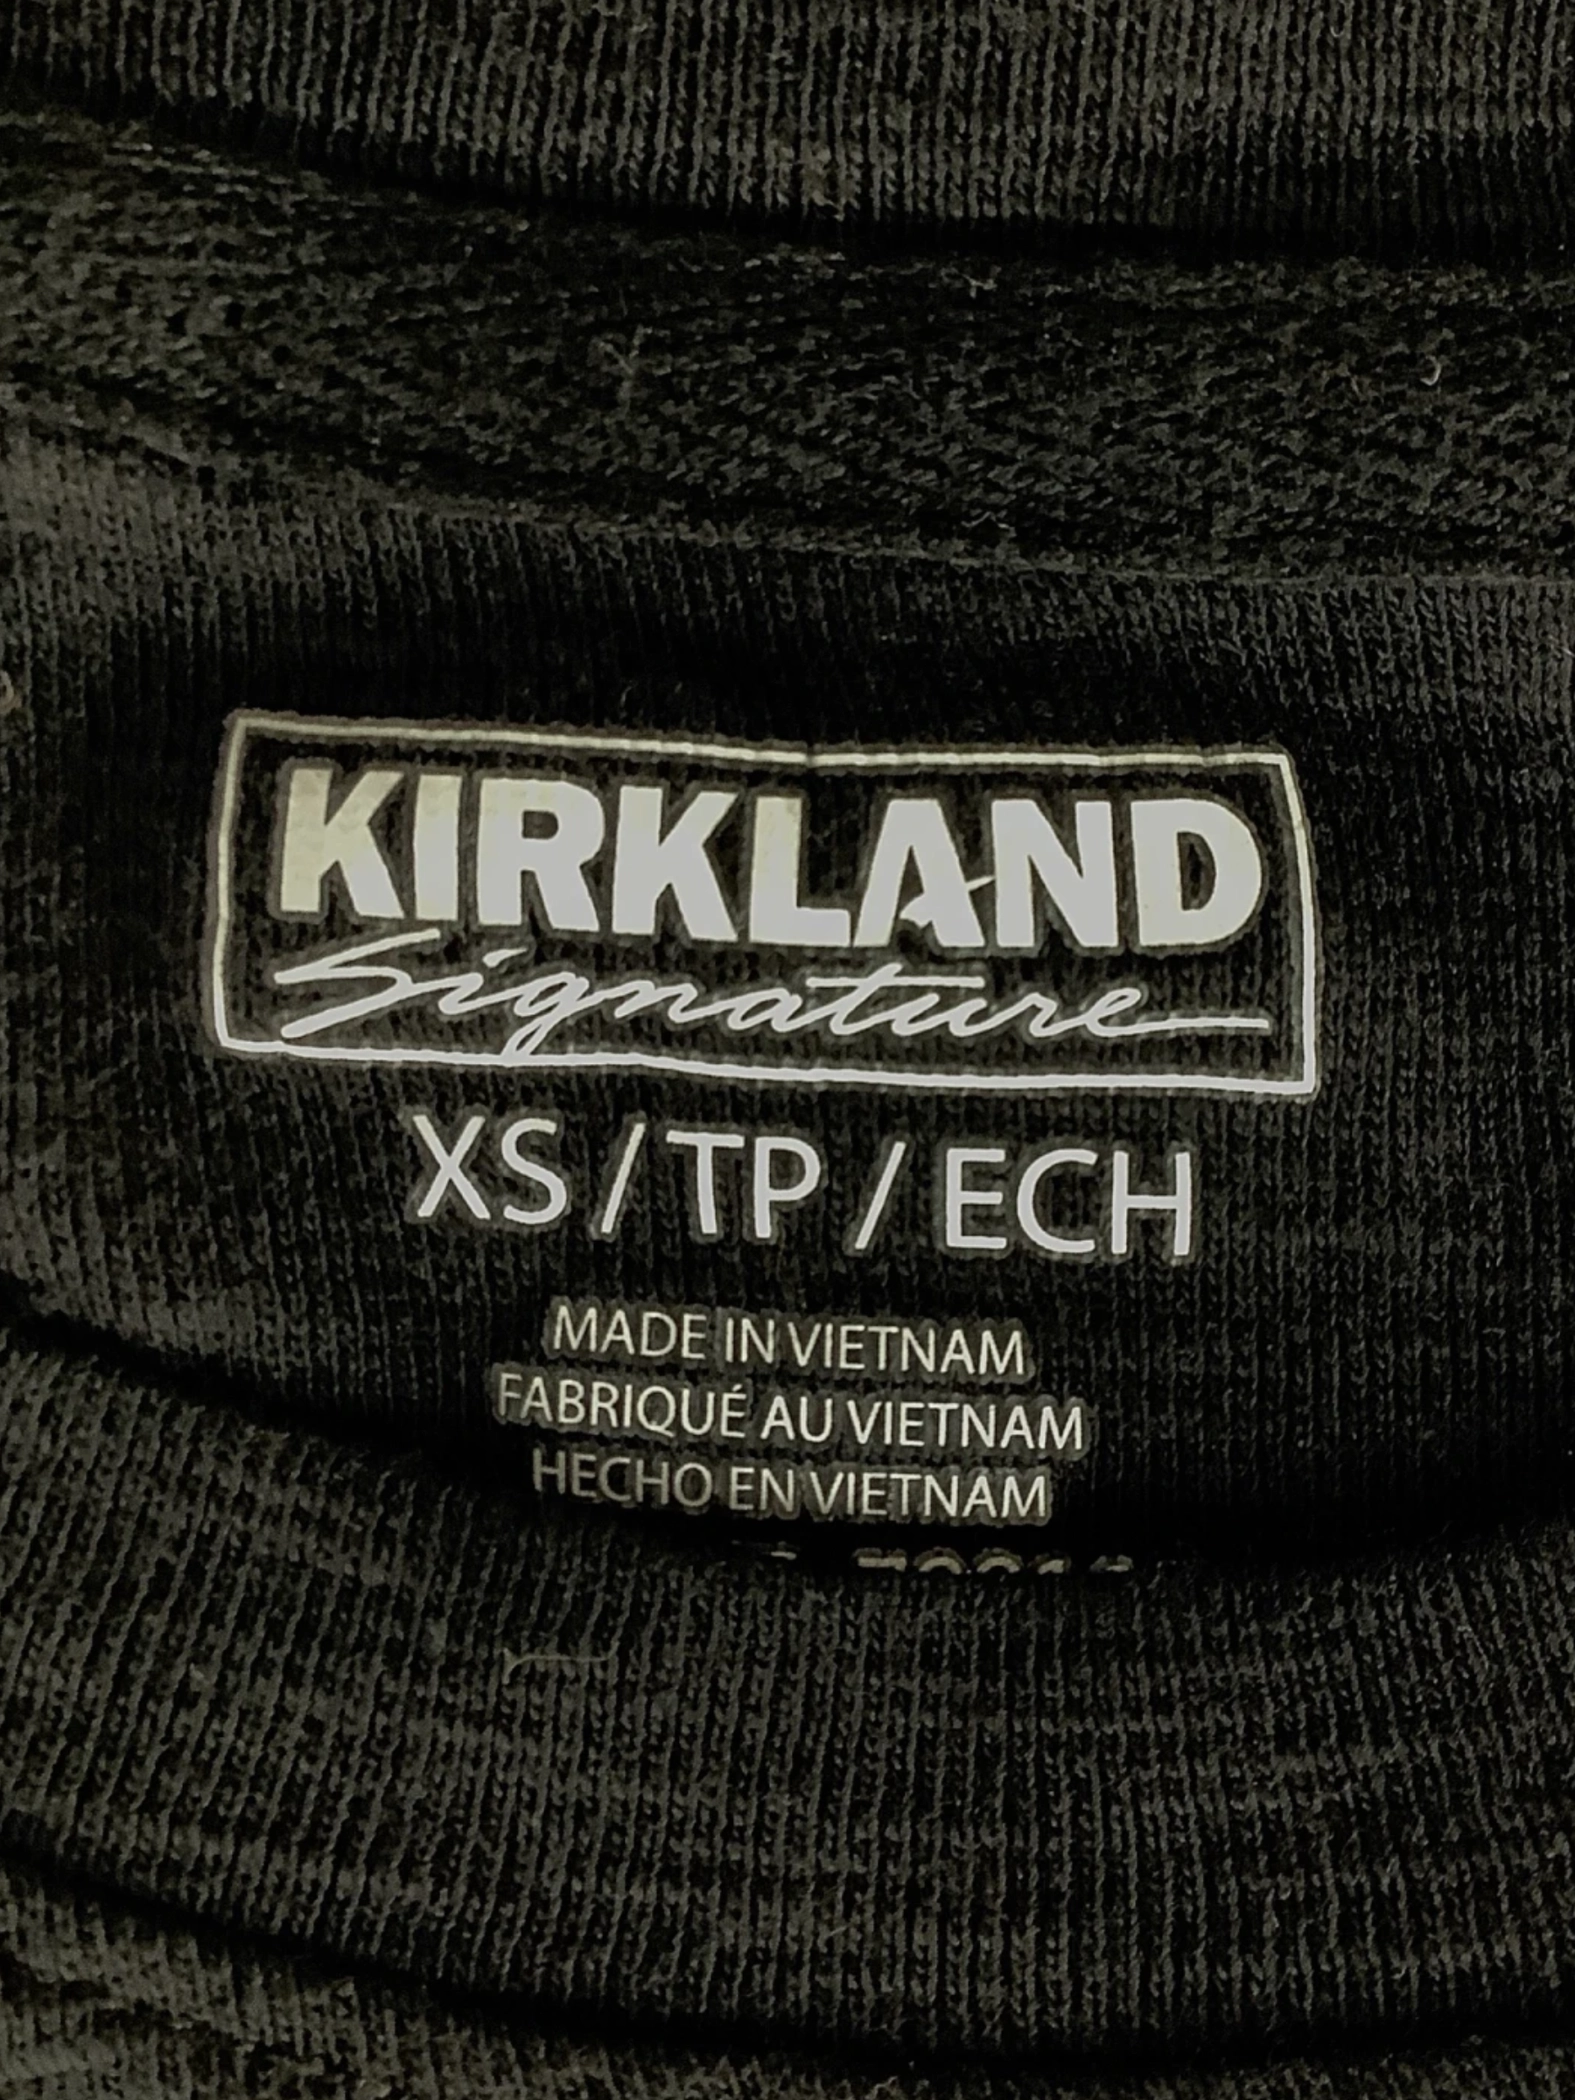 KIRKLAND
Signature
XS / TP / ECH
MADE IN VIETNAM
FABRIQUÉ AU VIETNAM
HECHO EN VIETNAM